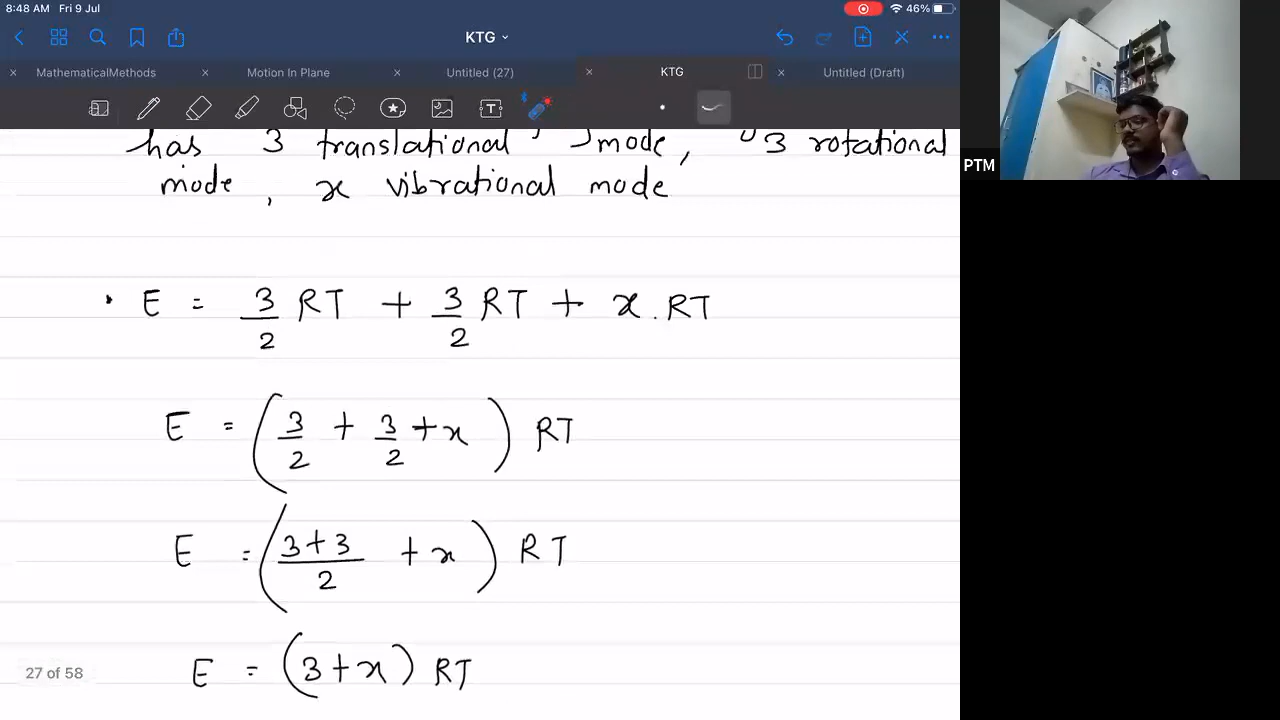 8:48 AM Fri 9 Jul
46%
KTG
MathematicalMethods
Motion In Plane
Untitled (27)
KTG
Untitled (Draft)
has 3 translational mode, 3 rotational
mode, x vibrational mode
E = 3/2 RT + 3/2 RT + x . RT
E = (3/2 + 3/2 + x) RT
E = ((3+3)/2 + x) RT
E = (3 + x) RT
27 of 58
PTM